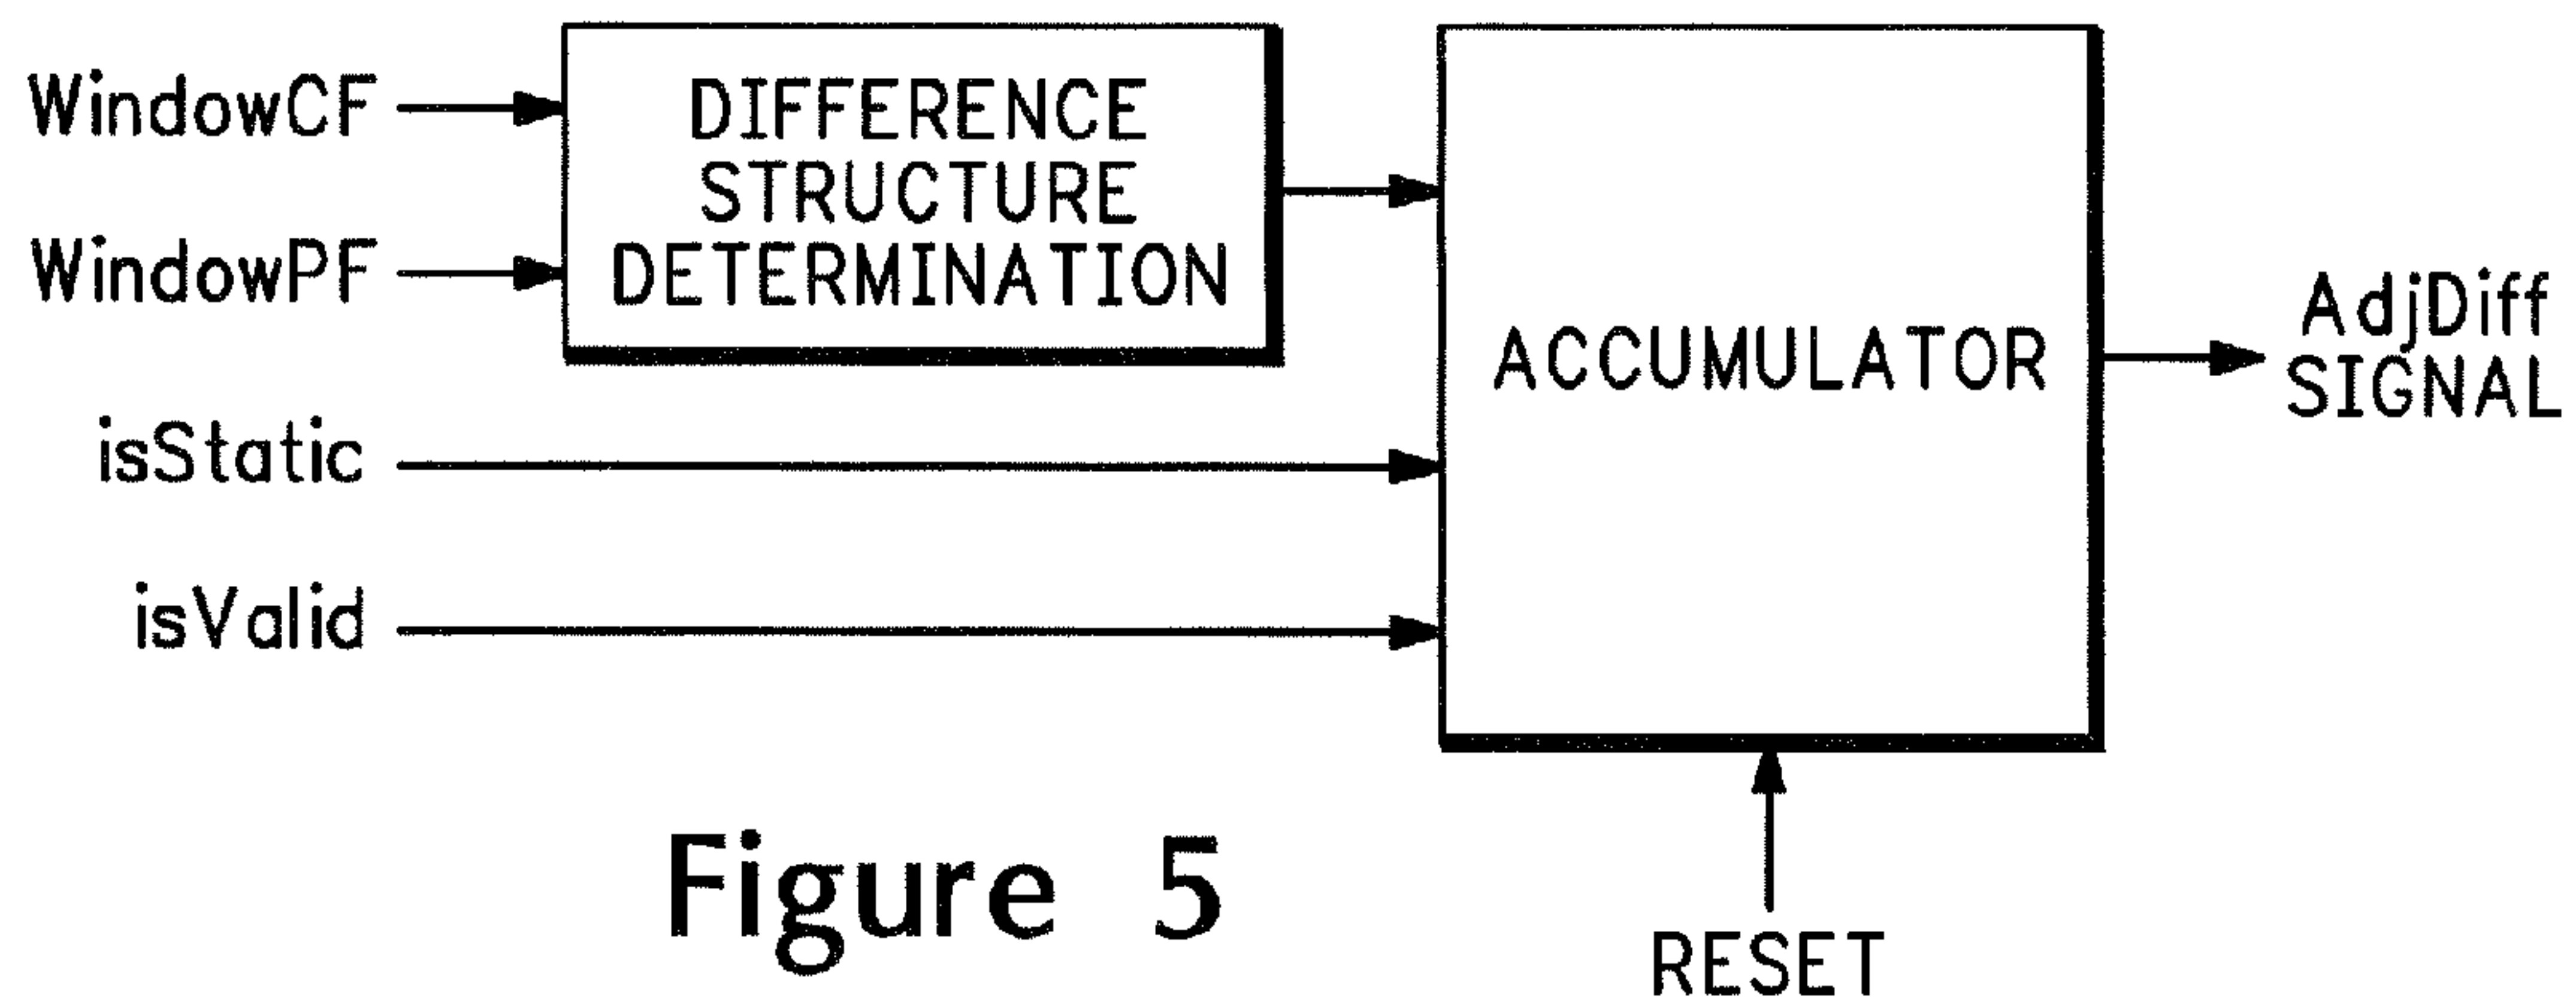 WindowCF
WindowPF
DIFFERENCE
STRUCTURE
DETERMINATION
isStatic
isValid
ACCUMULATOR
AdjDiff
SIGNAL
RESET
Figure 5